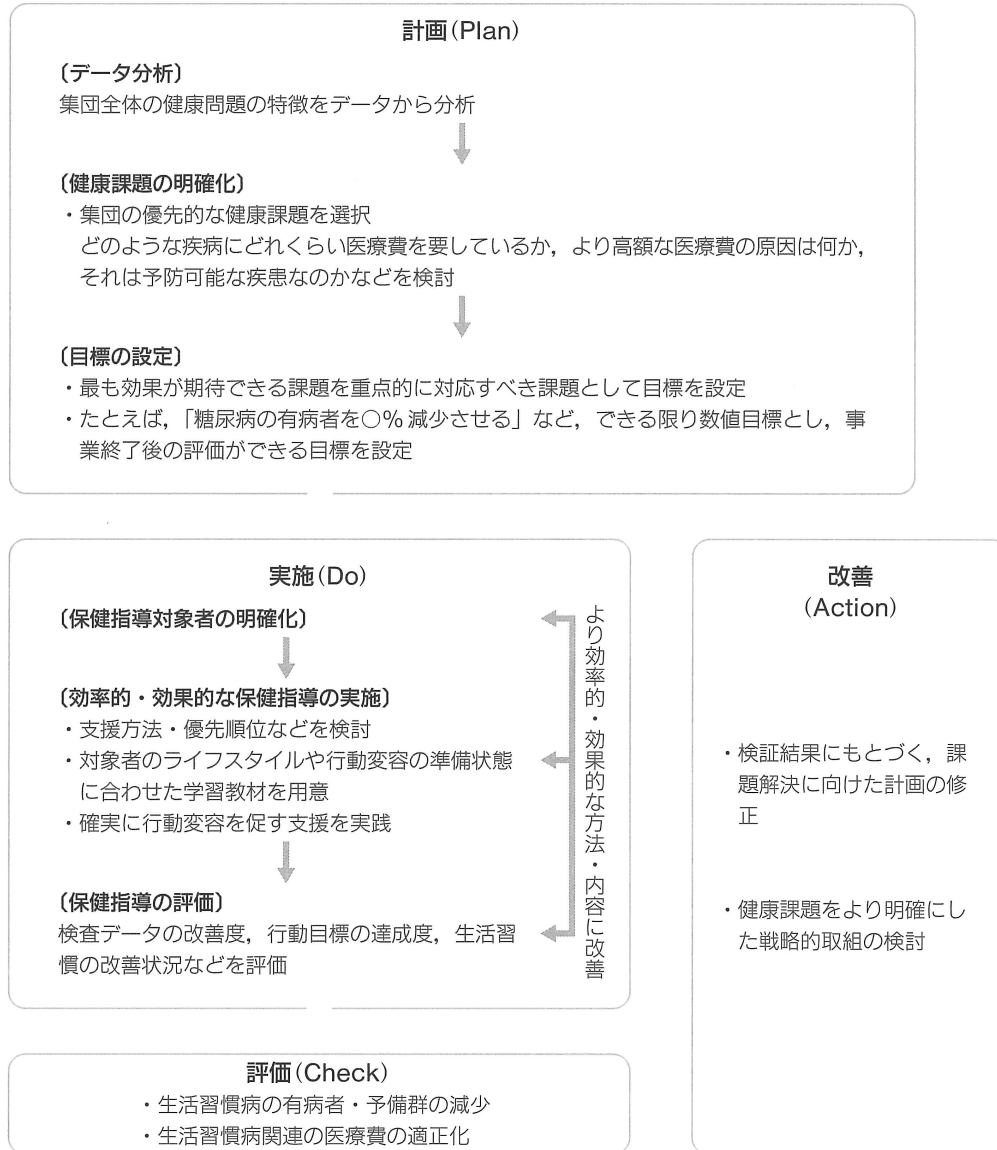 計画(Plan)
〔データ分析〕
集団全体の健康問題の特徴をデータから分析
〔健康課題の明確化〕
・集団の優先的な健康課題を選択
どのような疾病にどれくらい医療費を要しているか，より高額な医療費の原因は何か，
それは予防可能な疾患なのかなどを検討
〔目標の設定〕
・最も効果が期待できる課題を重点的に対応すべき課題として目標を設定
・たとえば，「糖尿病の有病者を○% 減少させる」など，できる限り数値目標とし，事
業終了後の評価ができる目標を設定
実施(Do)
〔保健指導対象者の明確化〕
〔効率的・効果的な保健指導の実施〕
・支援方法・優先順位などを検討
・対象者のライフスタイルや行動変容の準備状態
に合わせた学習教材を用意
・確実に行動変容を促す支援を実践
〔保健指導の評価〕
検査データの改善度，行動目標の達成度，生活習
慣の改善状況などを評価
より効率的・効果的な方法・内容に改善
改善
(Action)
・検証結果にもとづく，課
題解決に向けた計画の修
正
・健康課題をより明確にし
た戦略的取組の検討
評価(Check)
・生活習慣病の有病者・予備群の減少
・生活習慣病関連の医療費の適正化